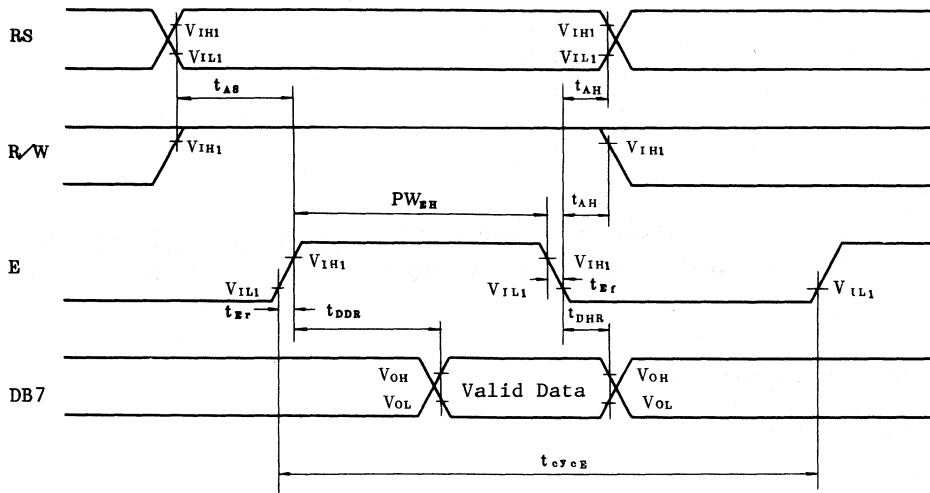 RS
VIH1
VIL1
VIH1
VIL1
tAS
tAH
R/W
VIH1
VIH1
PWEH
tAH
E
VIH1
VIH1
VIL1
VIL1
tEf
VIL1
tEr
tDDR
tDHR
DB7
VOH
VOL
Valid Data
VOH
VOL
tcycE